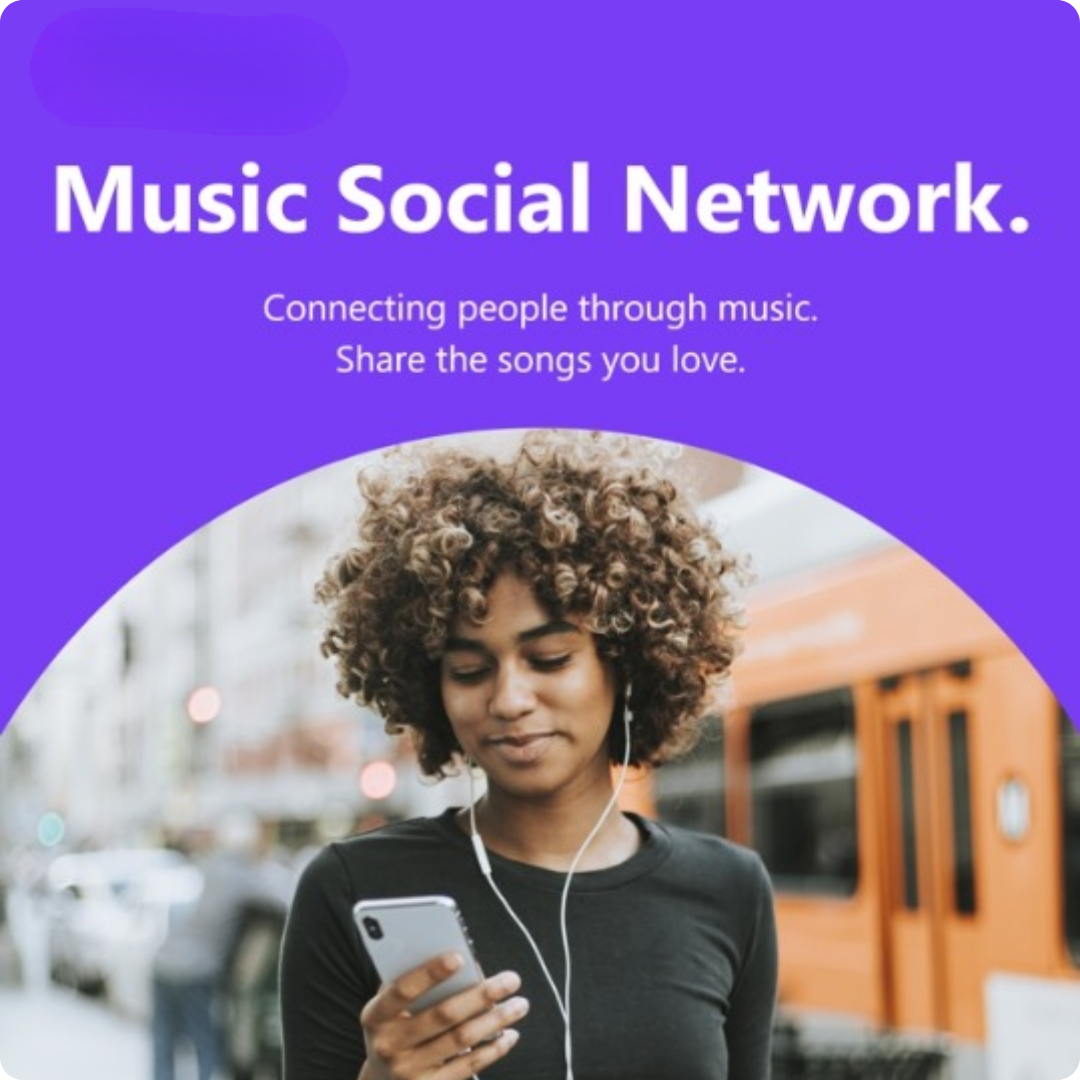 Music Social Network.
Connecting people through music.
Share the songs you love.